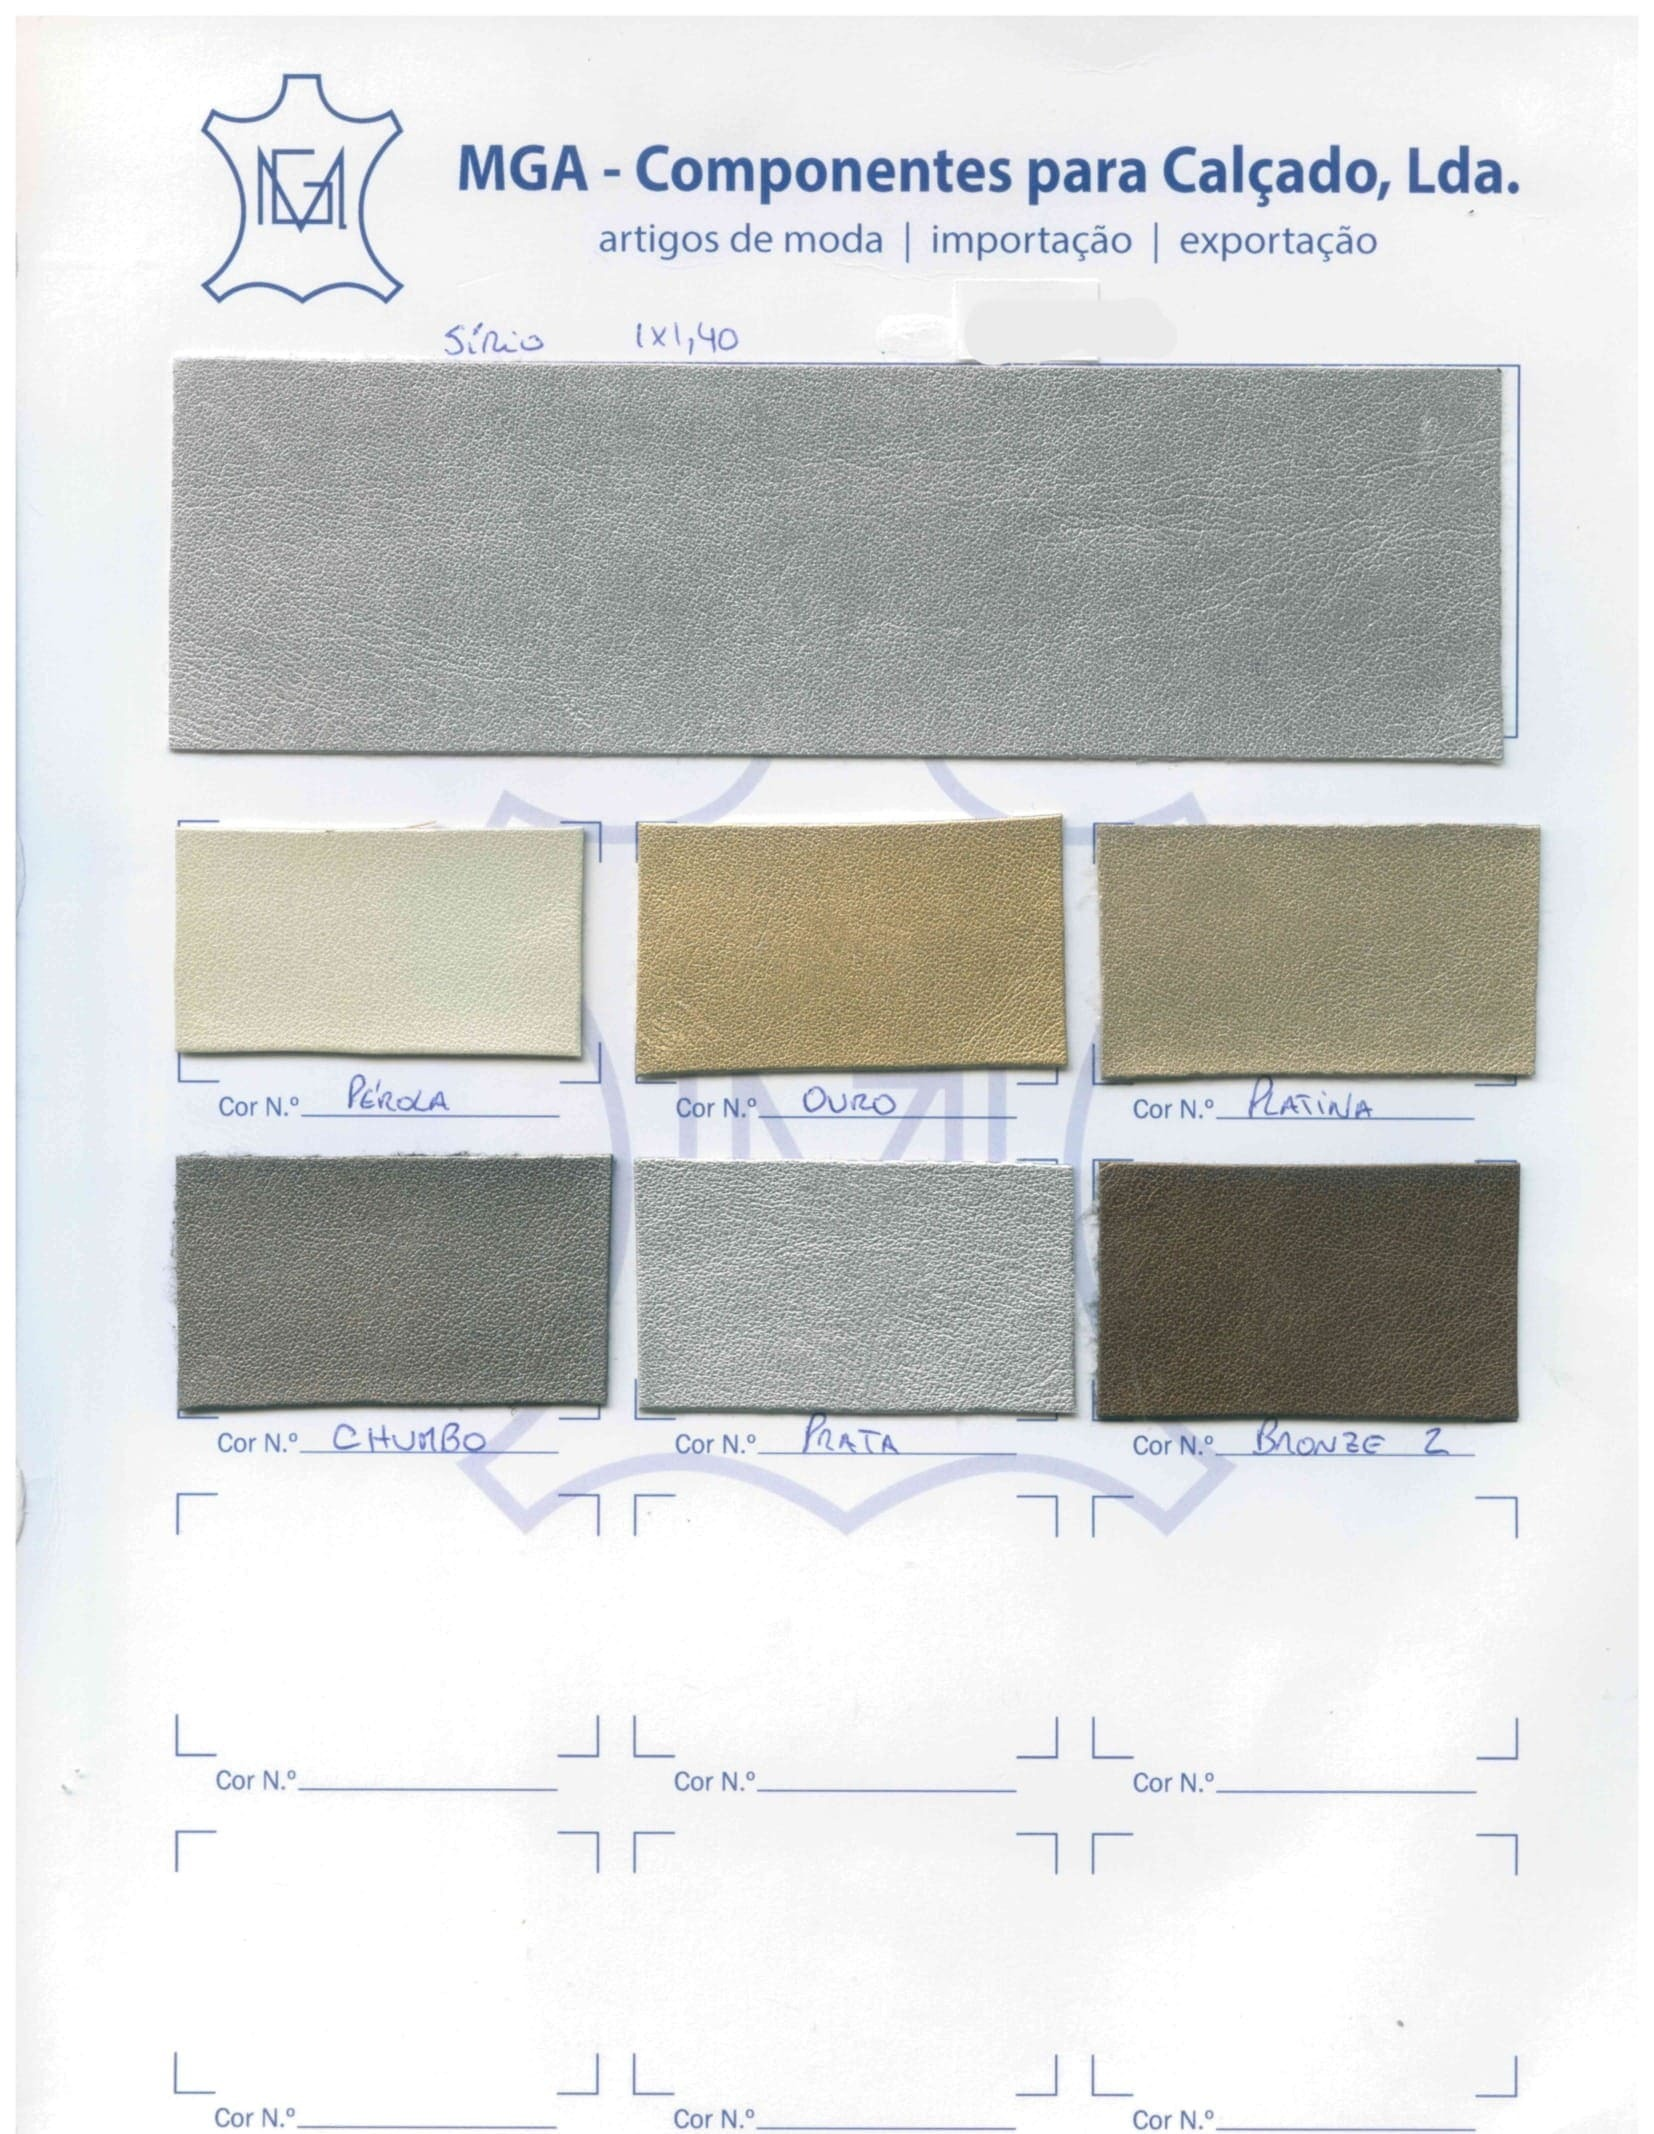 MGA
MGA - Componentes para Calçado, Lda.
artigos de moda | importação | exportação
Sírio 1x1,40
Cor N.º PÉROLA
Cor N.º OURO
Cor N.º PLATINA
Cor N.º CHUMBO
Cor N.º PRATA
Cor N.º BRONZE 2
Cor N.º
Cor N.º
Cor N.º
Cor N.º
Cor N.º
Cor N.º